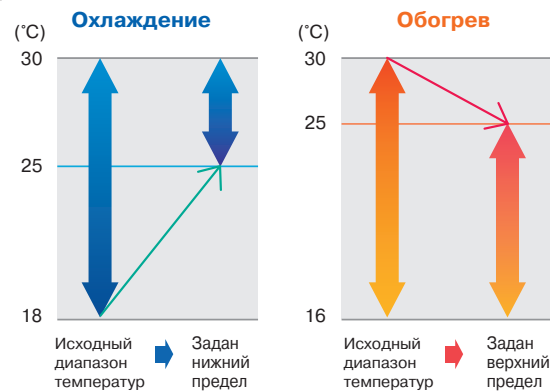 Охлаждение
(°C)
30
25
18
Исходный
диапазон
температур
Задан
нижний
предел
Обогрев
(°C)
30
25
16
Исходный
диапазон
температур
Задан
верхний
предел